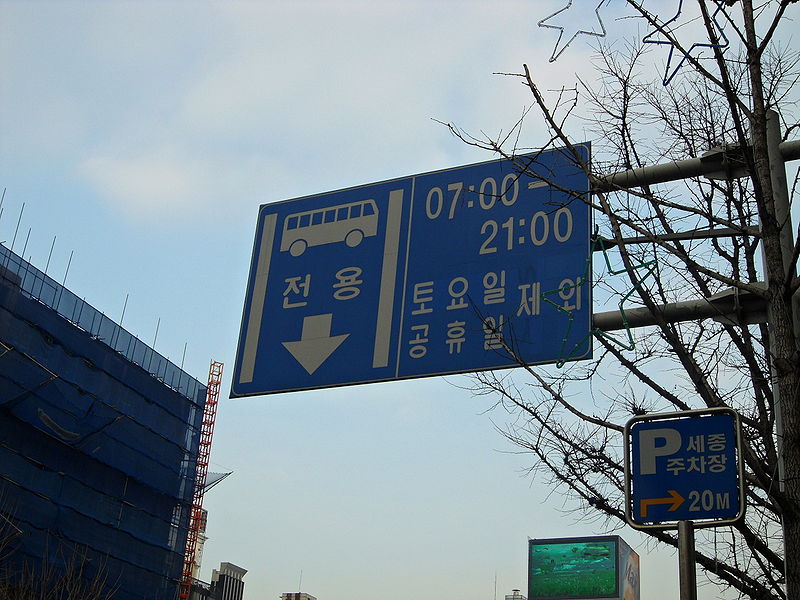 전용
07:00 –
21:00
토요일
공휴일
제외
P 세종
주차장
20M